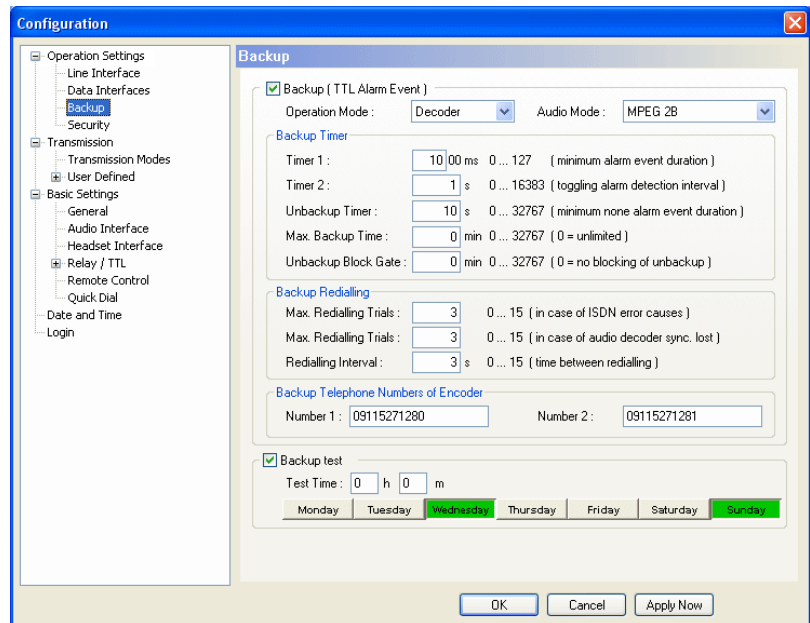 Configuration
Operation Settings
Line Interface
Data Interfaces
Backup
Security
Transmission
Transmission Modes
User Defined
Basic Settings
General
Audio Interface
Headset Interface
Relay / TTL
Remote Control
Quick Dial
Date and Time
Login
Backup
Backup ( TTL Alarm Event )
Operation Mode : Decoder Audio Mode : MPEG 2B
Backup Timer
Timer 1 : 10 00 ms 0 ... 127 ( minimum alarm event duration )
Timer 2 : 1 s 0 ... 16383 ( toggling alarm detection interval )
Unbackup Timer : 10 s 0 ... 32767 ( minimum none alarm event duration )
Max. Backup Time : 0 min 0 ... 32767 ( 0 = unlimited )
Unbackup Block Gate : 0 min 0 ... 32767 ( 0 = no blocking of unbackup )
Backup Redialling
Max. Redialling Trials : 3 0 ... 15 ( in case of ISDN error causes )
Max. Redialling Trials : 3 0 ... 15 ( in case of audio decoder sync. lost )
Redialling Interval : 3 s 0 ... 15 ( time between redialling )
Backup Telephone Numbers of Encoder
Number 1 : 09115271280 Number 2 : 09115271281
Backup test
Test Time : 0 h 0 m
Monday Tuesday Wednesday Thursday Friday Saturday Sunday
OK Cancel Apply Now